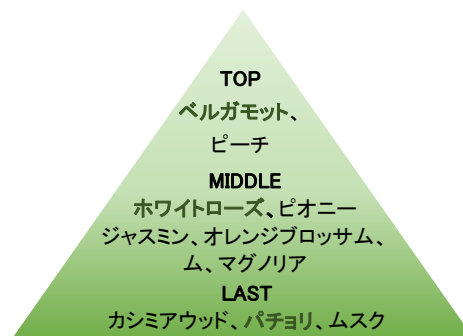 TOP
ベルガモット、
ピーチ
MIDDLE
ホワイトローズ、ピオニー
ジャスミン、オレンジブロッサム、
ム、マグノリア
LAST
カシミアウッド、パチョリ、ムスク